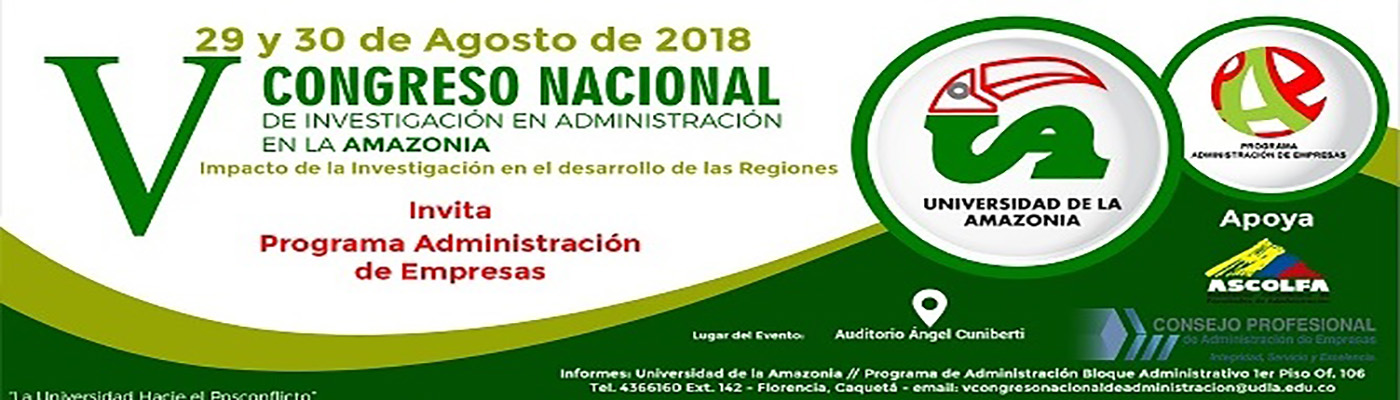 29 y 30 de Agosto de 2018
V CONGRESO NACIONAL
DE INVESTIGACIÓN EN ADMINISTRACIÓN
EN LA AMAZONIA
Impacto de la Investigación en el desarrollo de las Regiones
Invita
Programa Administración
de Empresas
UNIVERSIDAD DE LA
AMAZONIA
PROGRAMA
ADMINISTRACIÓN DE EMPRESAS
Apoya
ASCOLFA
CONSEJO PROFESIONAL
de Administración de Empresas
Integridad, Servicio y Excelencia.
Lugar del Evento:
Auditorio Ángel Cuniberti
Informes: Universidad de la Amazonia // Programa de Administración Bloque Administrativo 1er Piso Of. 106
Tel. 4366160 Ext. 142 - Florencia, Caquetá - email: vcongresonacionaldeadministracion@udla.edu.co
"La Universidad Hacie el Posconflicto"